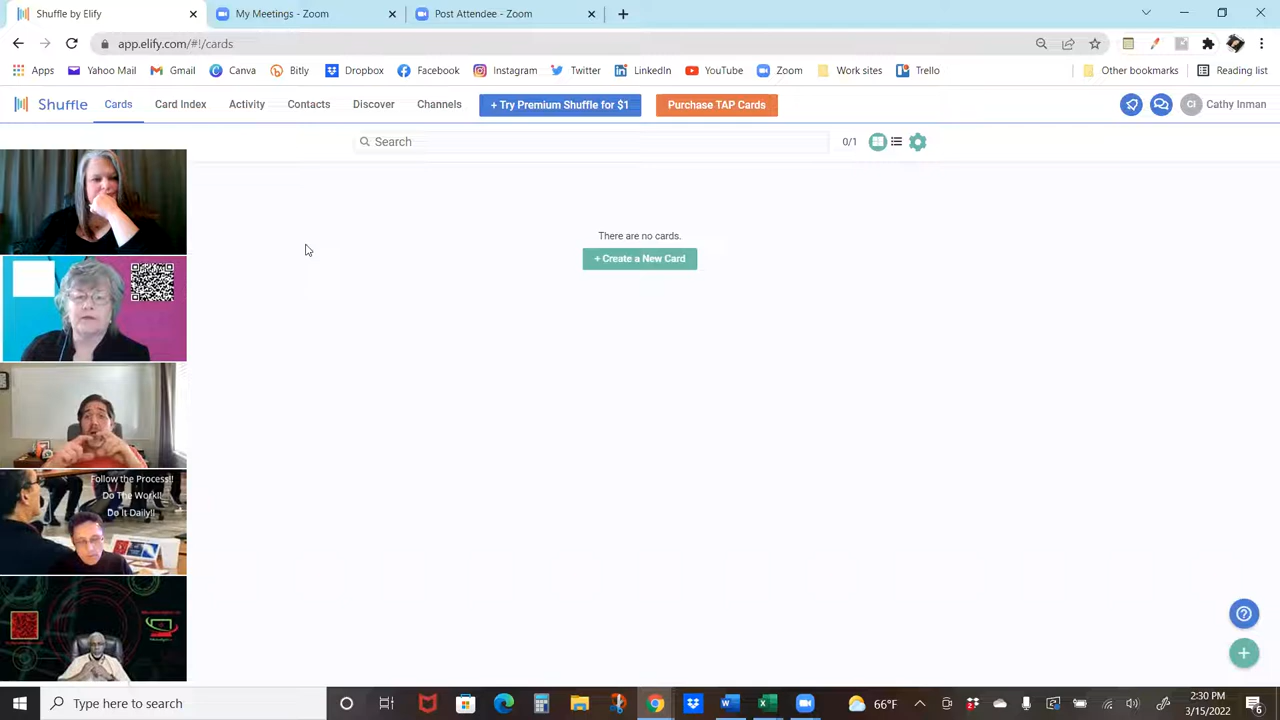 Shuffle by Elify
My Meetings - Zoom
Post Attendee - Zoom
app.elify.com/#!/cards
Apps
Yahoo Mail
Gmail
Canva
Bitly
Dropbox
Facebook
Instagram
Twitter
LinkedIn
YouTube
Zoom
Work sites
Trello
Other bookmarks
Reading list
Shuffle
Cards
Card Index
Activity
Contacts
Discover
Channels
+ Try Premium Shuffle for $1
Purchase TAP Cards
CI
Cathy Inman
Search
0/1
There are no cards.
+ Create a New Card
Follow the Process!!
Do The Work!!
Do It Daily!!
Type here to search
66°F
2:30 PM
3/15/2022
6